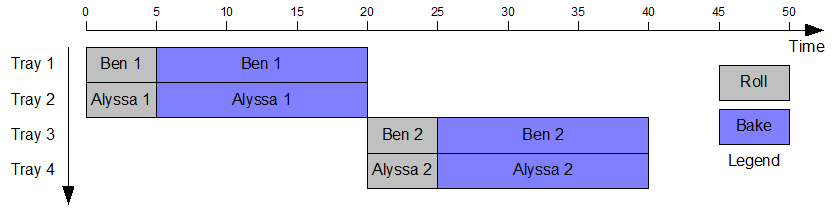 0 5 10 15 20 25 30 35 40 45 50
Time
Tray 1 Ben 1 Ben 1
Tray 2 Alyssa 1 Alyssa 1
Tray 3 Ben 2 Ben 2
Tray 4 Alyssa 2 Alyssa 2
Roll
Bake
Legend